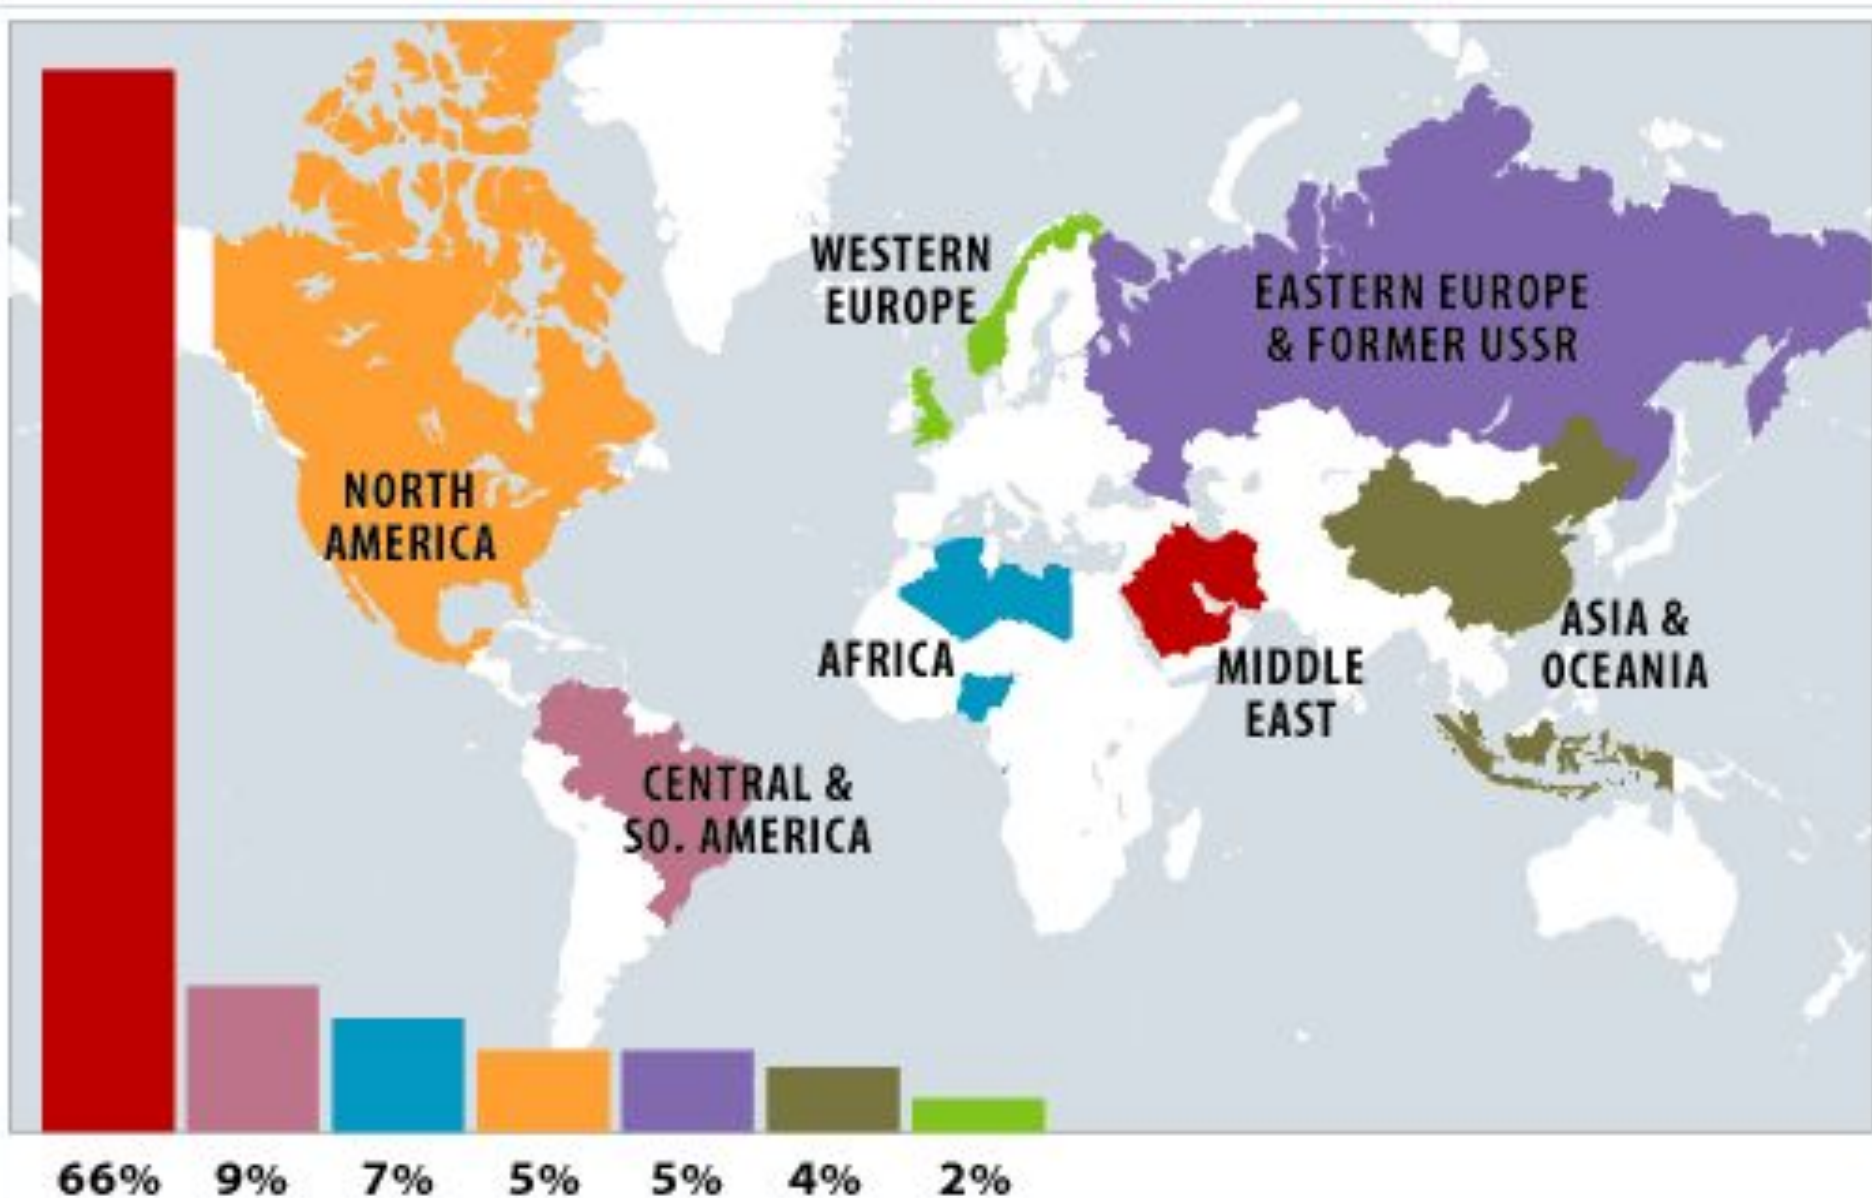 WESTERN
EUROPE
EASTERN EUROPE
& FORMER USSR
NORTH
AMERICA
AFRICA
MIDDLE
EAST
ASIA &
OCEANIA
CENTRAL &
SO. AMERICA
66% 9% 7% 5% 5% 4% 2%